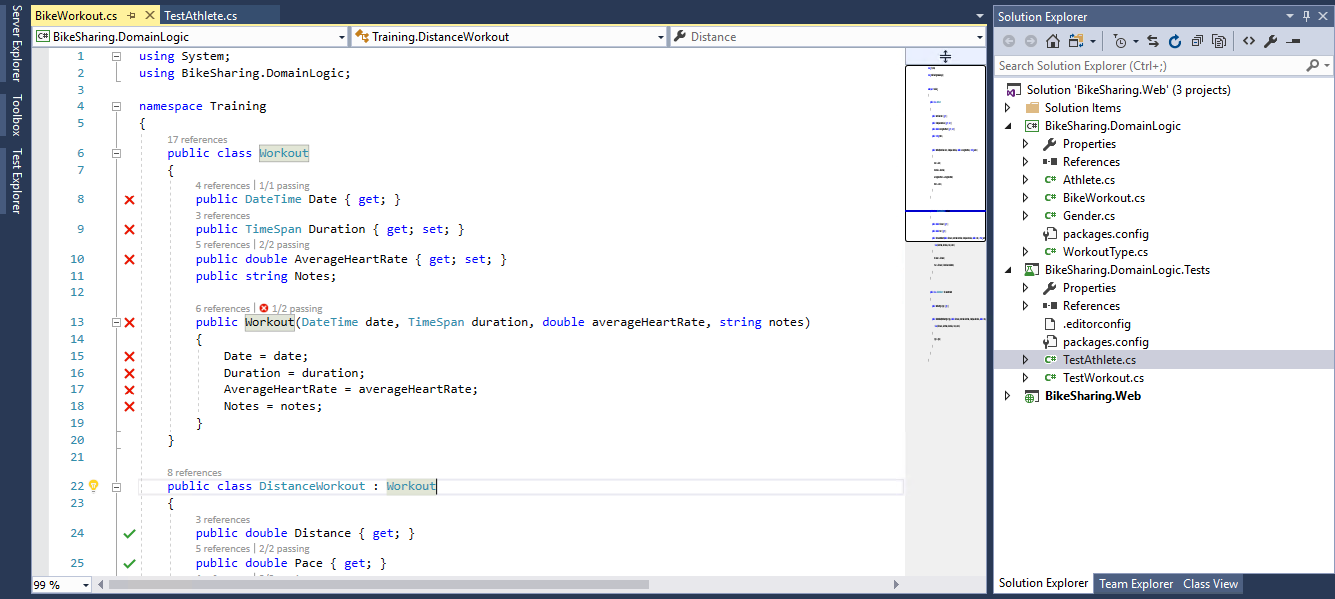 Server Explorer
Toolbox
Test Explorer
BikeWorkout.cs
TestAthlete.cs
C# BikeSharing.DomainLogic
Training.DistanceWorkout
Distance
1 using System;
2 using BikeSharing.DomainLogic;
3
4 namespace Training
5 {
17 references
6 public class Workout
7 {
4 references | 1/1 passing
8 public DateTime Date { get; }
3 references
9 public TimeSpan Duration { get; set; }
5 references | 2/2 passing
10 public double AverageHeartRate { get; set; }
11 public string Notes;
12
6 references | 1/2 passing
13 public Workout(DateTime date, TimeSpan duration, double averageHeartRate, string notes)
14 {
15 Date = date;
16 Duration = duration;
17 AverageHeartRate = averageHeartRate;
18 Notes = notes;
19 }
20 }
21
8 references
22 public class DistanceWorkout : Workout
23 {
3 references
24 public double Distance { get; }
5 references | 2/2 passing
25 public double Pace { get; }
99 %
Solution Explorer
Search Solution Explorer (Ctrl+;)
Solution 'BikeSharing.Web' (3 projects)
Solution Items
C# BikeSharing.DomainLogic
Properties
References
C# Athlete.cs
C# BikeWorkout.cs
C# Gender.cs
packages.config
C# WorkoutType.cs
BikeSharing.DomainLogic.Tests
Properties
References
.editorconfig
packages.config
C# TestAthlete.cs
C# TestWorkout.cs
BikeSharing.Web
Solution Explorer
Team Explorer
Class View